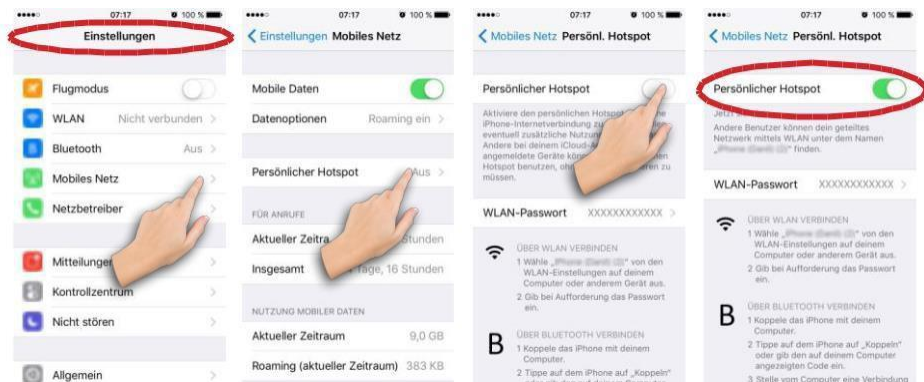 07:17
100 %
Einstellungen
Flugmodus
WLAN Nicht verbunden
Bluetooth Aus
Mobiles Netz
Netzbetreiber
Mitteilungen
Kontrollzentrum
Nicht stören
Allgemein
07:17
100 %
Einstellungen Mobiles Netz
Mobile Daten
Datenoptionen Roaming ein
Persönlicher Hotspot Aus
FÜR ANRUFE
Aktueller Zeitra Stunden
Insgesamt Tage, 16 Stunden
NUTZUNG MOBILER DATEN
Aktueller Zeitraum 9,0 GB
Roaming (aktueller Zeitraum) 383 KB
07:17
100 %
Mobiles Netz Persönl. Hotspot
Persönlicher Hotspot
Aktiviere den persönlichen Hotspot
iPhone-Internetverbindung zu
eventuell zusätzliche
Andere bei deinem
angemeldete Geräte
Hotspot benutzen, zu
müssen.
WLAN-Passwort XXXXXXXXXXXX
ÜBER WLAN VERBINDEN
1 Wähle „ “ von den
WLAN-Einstellungen auf deinem
Computer oder anderem Gerät aus.
2 Gib bei Aufforderung das Passwort
ein.
B
ÜBER BLUETOOTH VERBINDEN
1 Koppele das iPhone mit deinem
Computer.
2 Tippe auf dem iPhone auf „Koppeln“
07:17
100 %
Mobiles Netz Persönl. Hotspot
Persönlicher Hotspot
Jetzt
Andere Benutzer können dein geteiltes
Netzwerk mittels WLAN unter dem Namen
„ “ finden.
WLAN-Passwort XXXXXXXXXXXX
ÜBER WLAN VERBINDEN
1 Wähle „ “ von den
WLAN-Einstellungen auf deinem
Computer oder anderem Gerät aus.
2 Gib bei Aufforderung das Passwort
ein.
B
ÜBER BLUETOOTH VERBINDEN
1 Koppele das iPhone mit deinem
Computer.
2 Tippe auf dem iPhone auf „Koppeln“
oder gib den auf deinem Computer
angezeigten Code ein.
3 Stelle vom Computer eine Verbindung